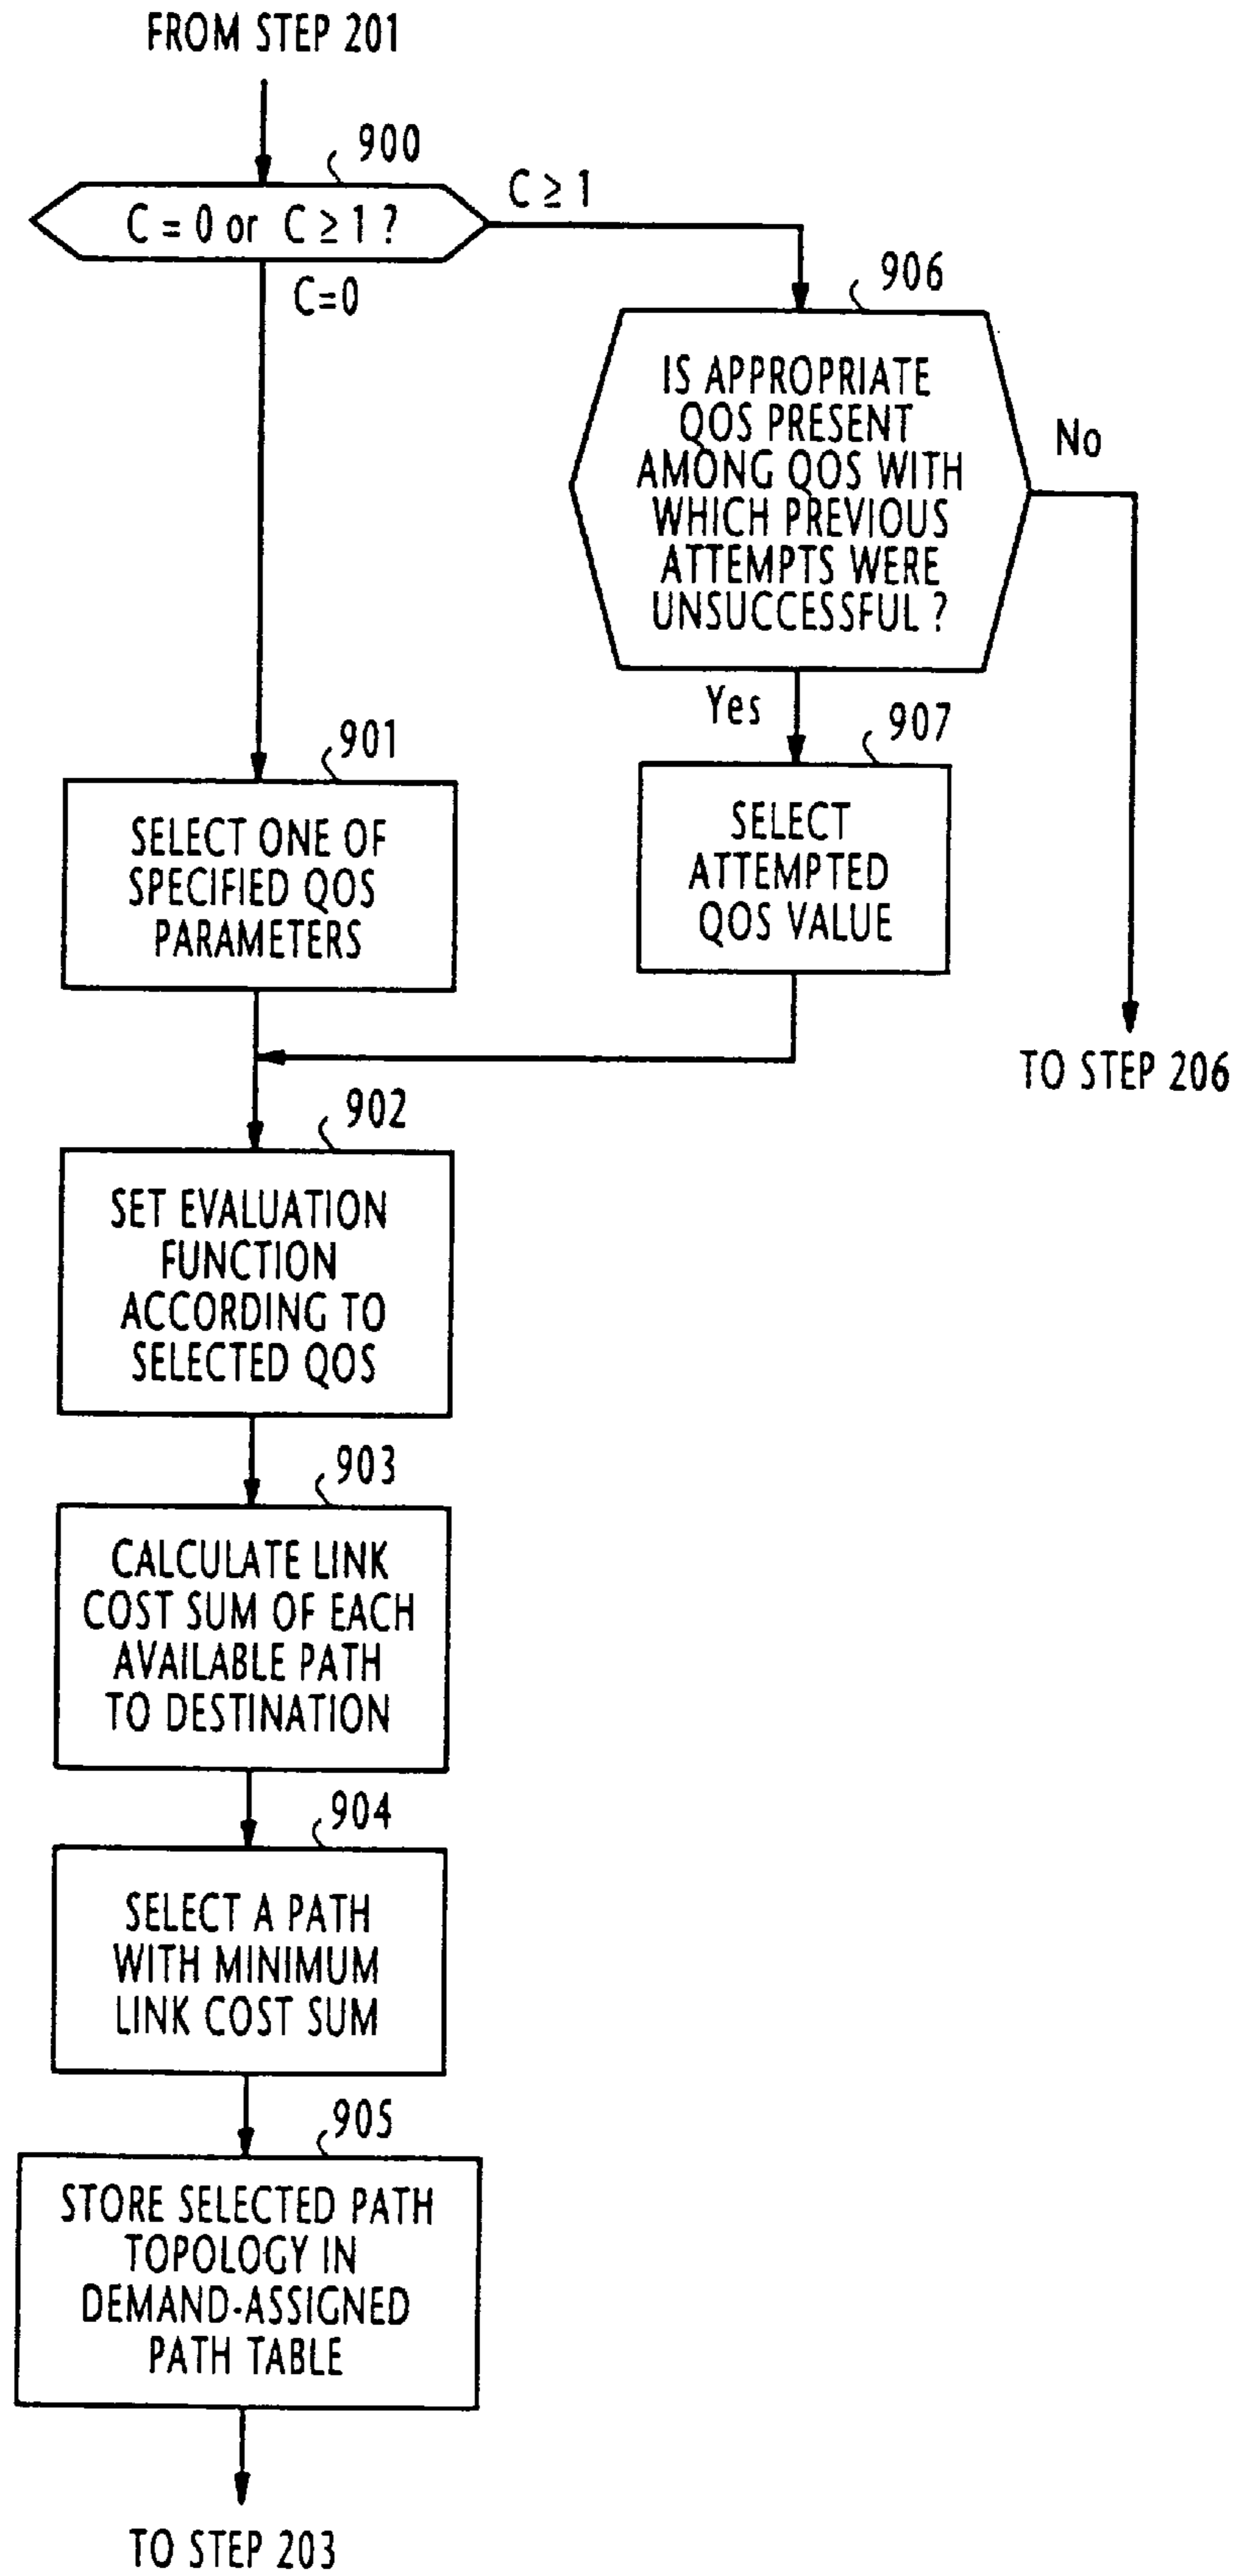 FROM STEP 201
900
C = 0 or C ≥ 1 ?
C ≥ 1
C=0
906
IS APPROPRIATE
QOS PRESENT
AMONG QOS WITH
WHICH PREVIOUS
ATTEMPTS WERE
UNSUCCESSFUL ?
No
Yes
907
SELECT
ATTEMPTED
QOS VALUE
TO STEP 206
901
SELECT ONE OF
SPECIFIED QOS
PARAMETERS
902
SET EVALUATION
FUNCTION
ACCORDING TO
SELECTED QOS
903
CALCULATE LINK
COST SUM OF EACH
AVAILABLE PATH
TO DESTINATION
904
SELECT A PATH
WITH MINIMUM
LINK COST SUM
905
STORE SELECTED PATH
TOPOLOGY IN
DEMAND-ASSIGNED
PATH TABLE
TO STEP 203